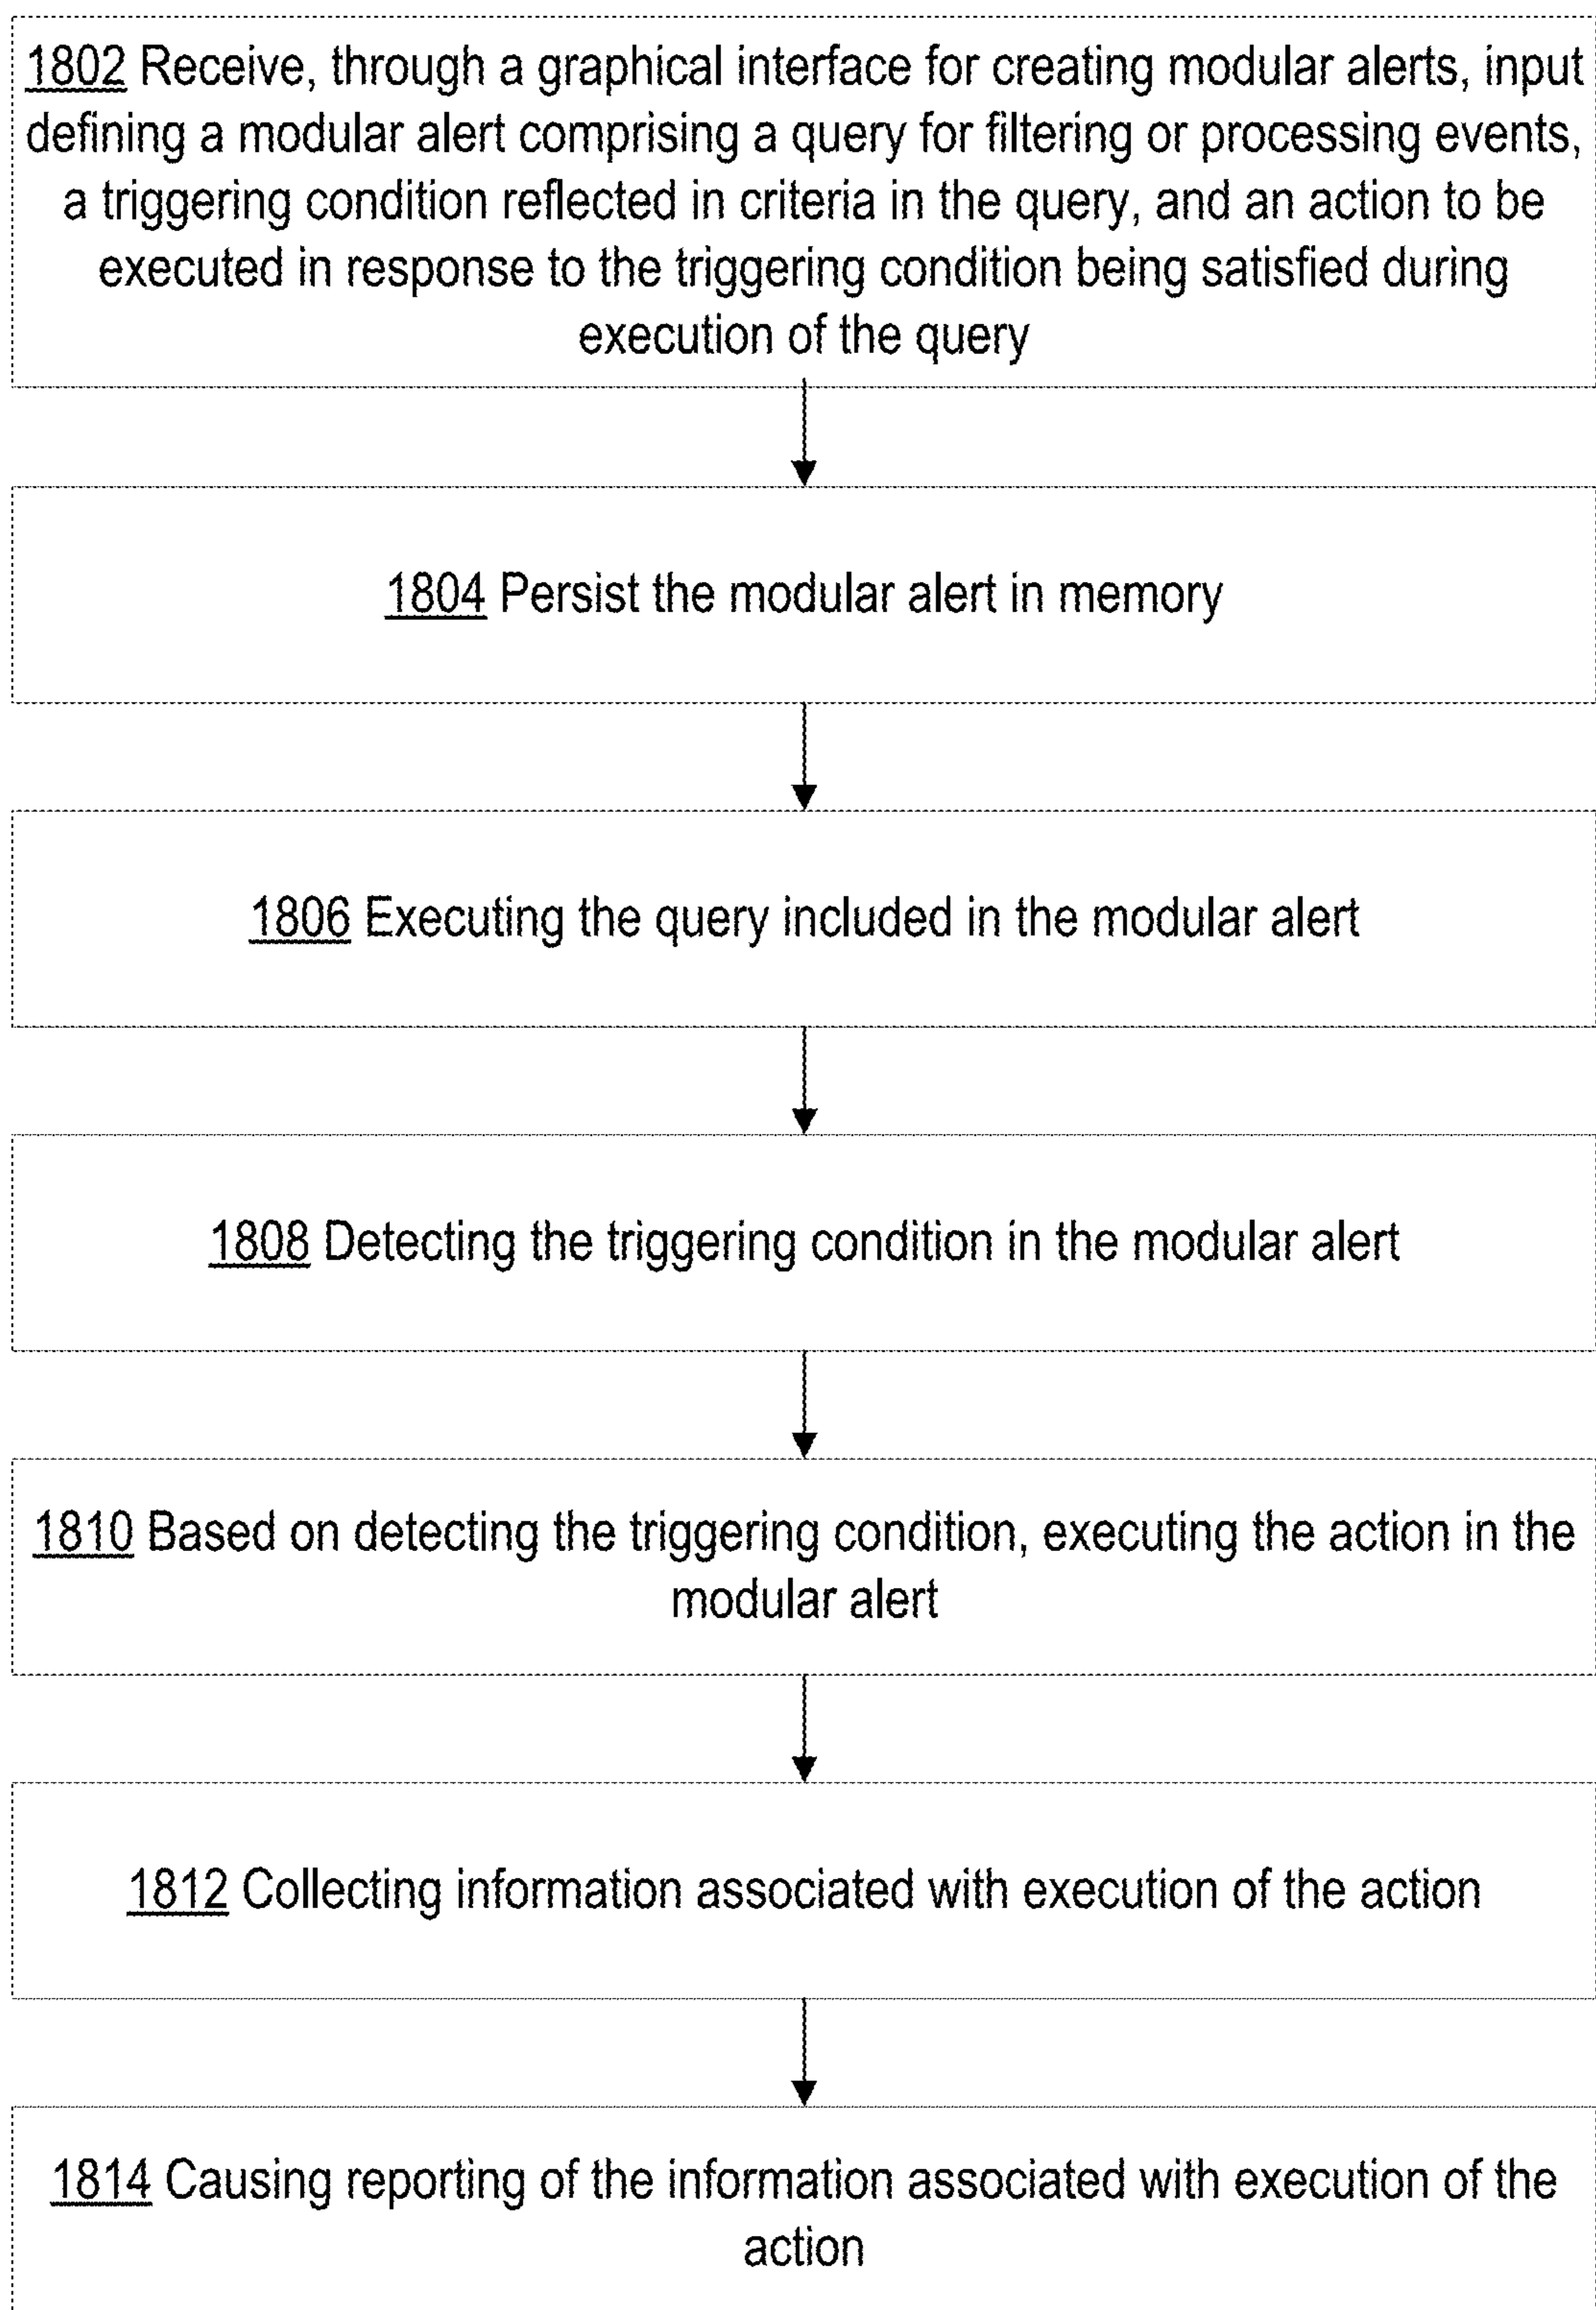 1802 Receive, through a graphical interface for creating modular alerts, input
defining a modular alert comprising a query for filtering or processing events,
a triggering condition reflected in criteria in the query, and an action to be
executed in response to the triggering condition being satisfied during
execution of the query
1804 Persist the modular alert in memory
1806 Executing the query included in the modular alert
1808 Detecting the triggering condition in the modular alert
1810 Based on detecting the triggering condition, executing the action in the
modular alert
1812 Collecting information associated with execution of the action
1814 Causing reporting of the information associated with execution of the
action